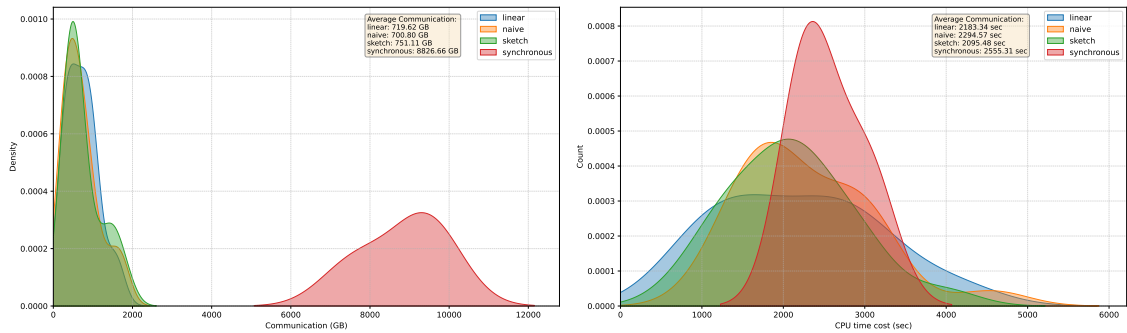 Average Communication:
linear: 719.62 GB
naive: 700.80 GB
sketch: 751.11 GB
synchronous: 8826.66 GB
linear
naive
sketch
synchronous
0.0010
0.0008
0.0006
0.0004
0.0002
0.0000
Density
0
2000
4000
6000
8000
10000
12000
Communication (GB)
Average Communication:
linear: 2183.34 sec
naive: 2294.57 sec
sketch: 2095.48 sec
synchronous: 2555.31 sec
linear
naive
sketch
synchronous
0.0008
0.0007
0.0006
0.0005
0.0004
0.0003
0.0002
0.0001
0.0000
Count
0
1000
2000
3000
4000
5000
6000
CPU time cost (sec)